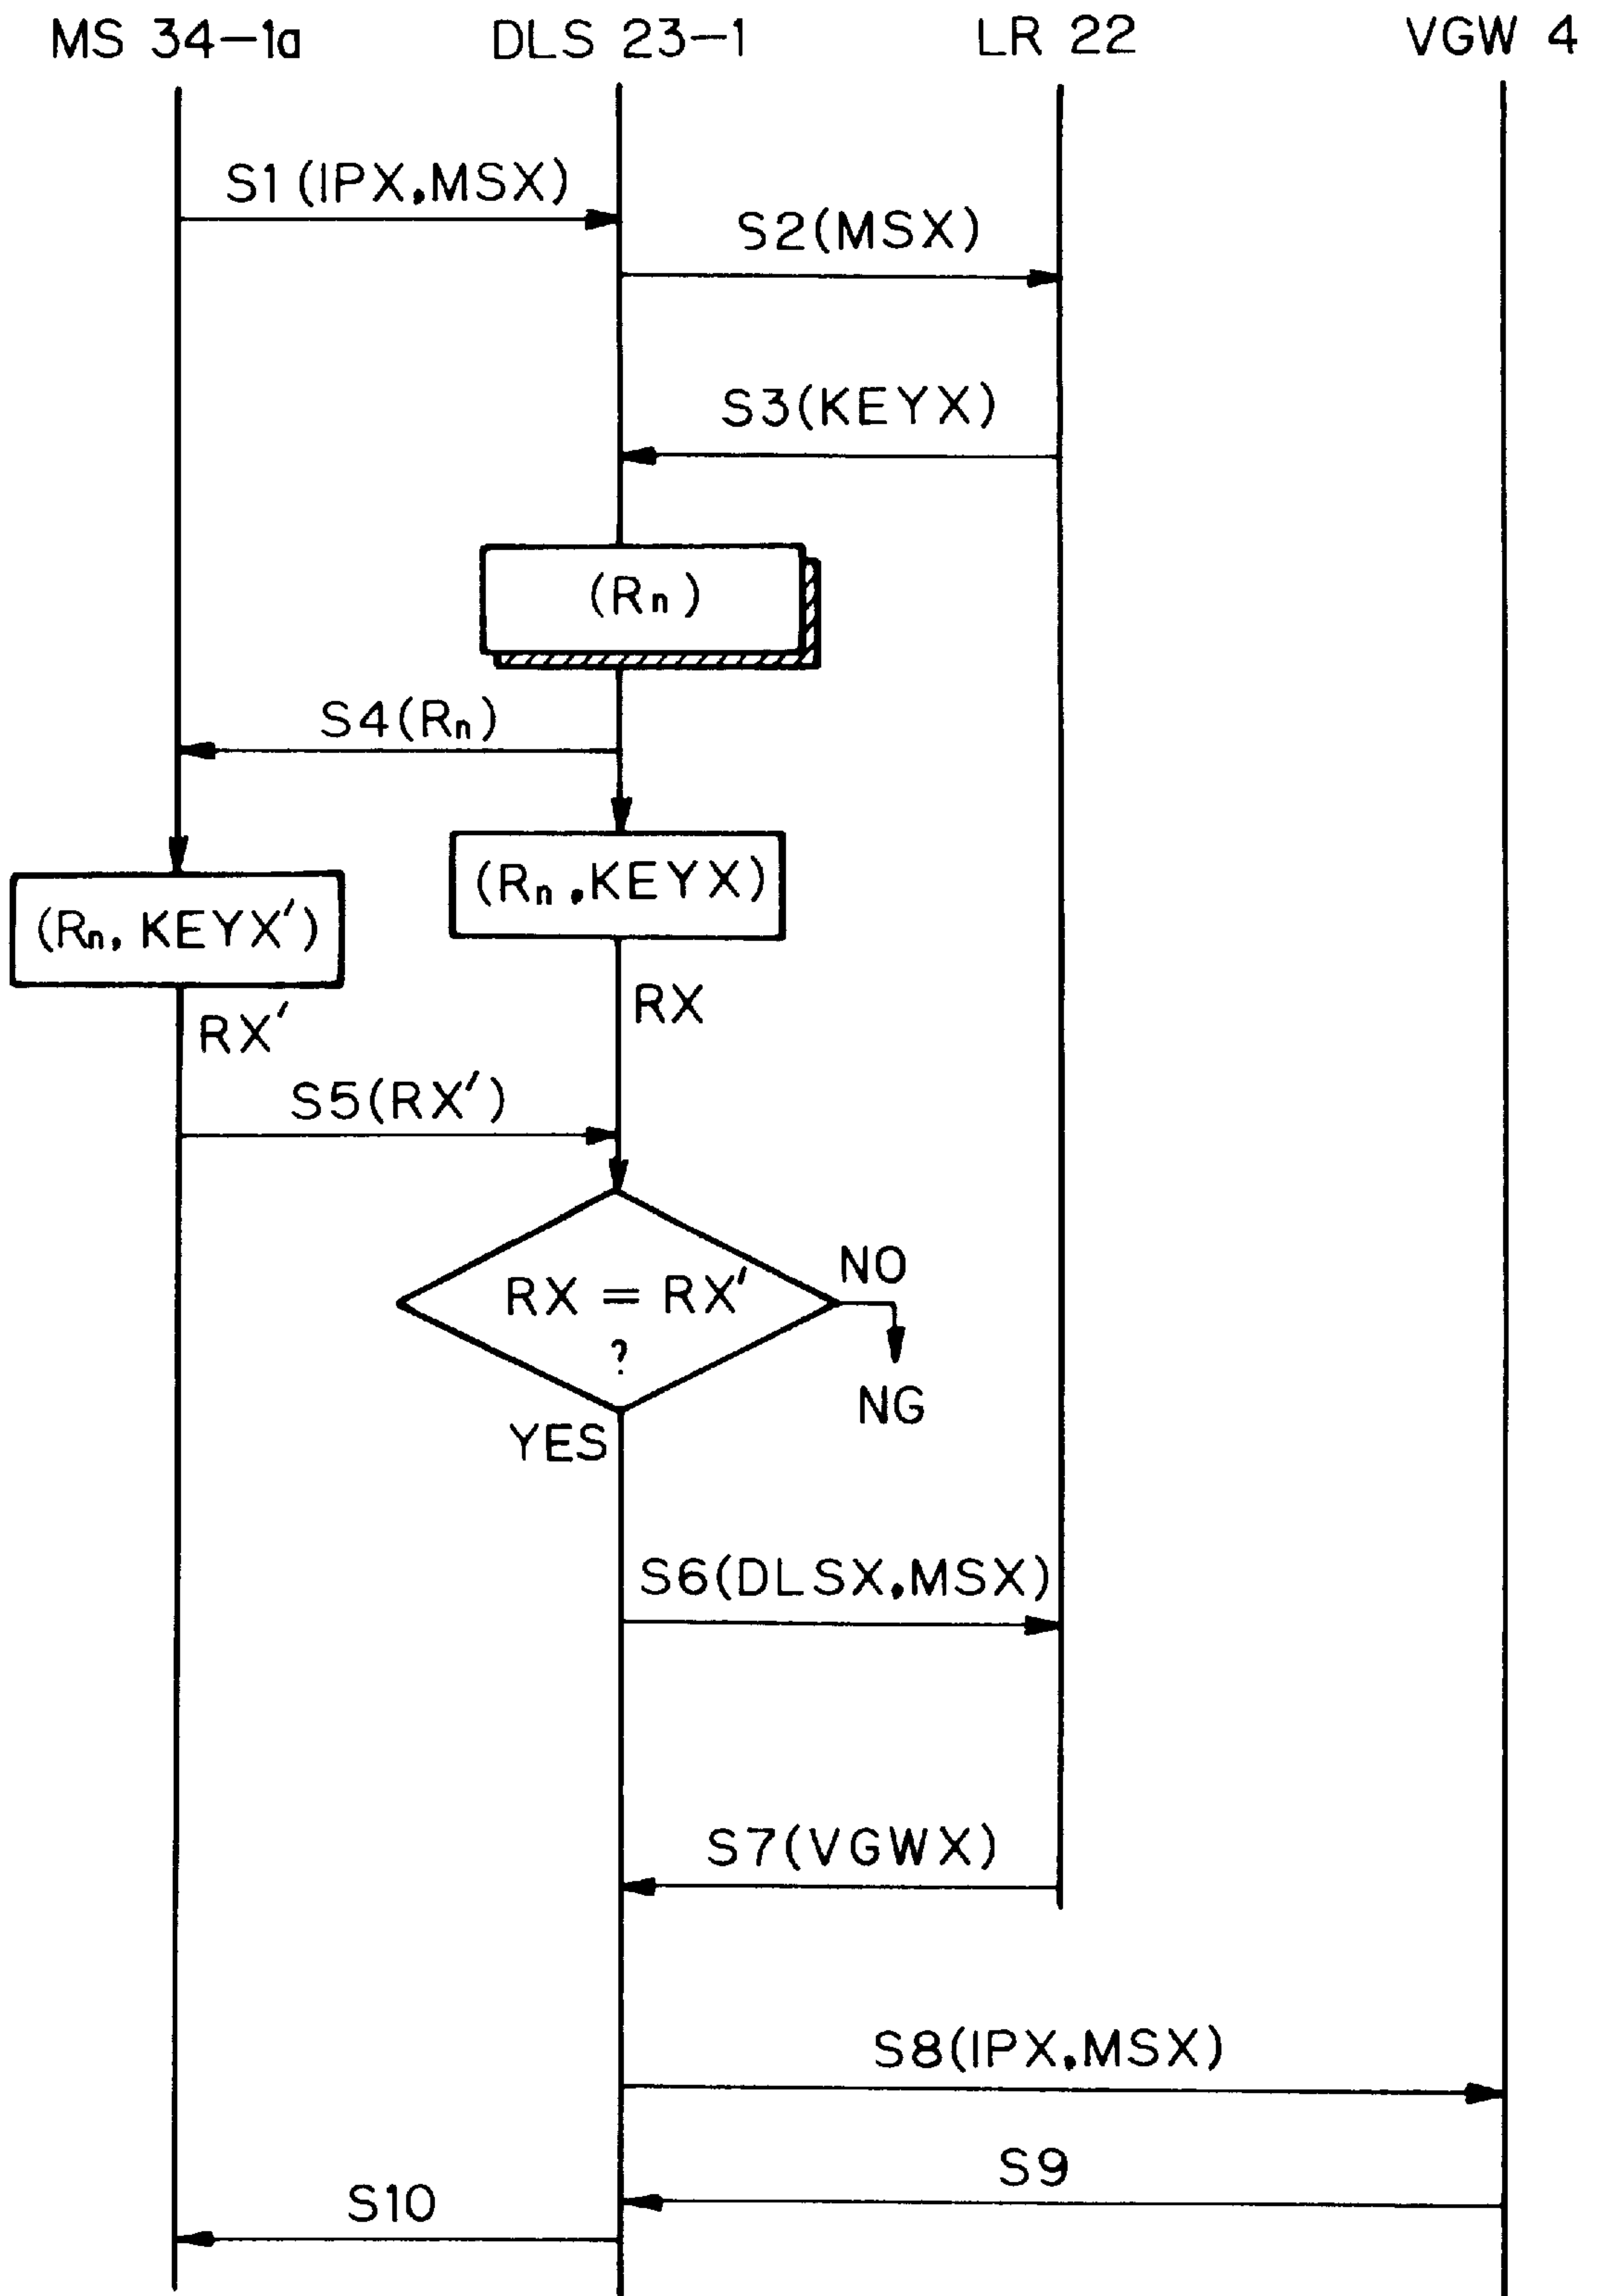 MS 34-1a DLS 23-1 LR 22 VGW 4
S1(IPX,MSX)
S2(MSX)
S3(KEYX)
(Rn)
S4(Rn)
(Rn,KEYX)
(Rn,KEYX')
RX
RX'
S5(RX')
NO
RX = RX'
?
NG
YES
S6(DLSX,MSX)
S7(VGWX)
S8(IPX,MSX)
S9
S10